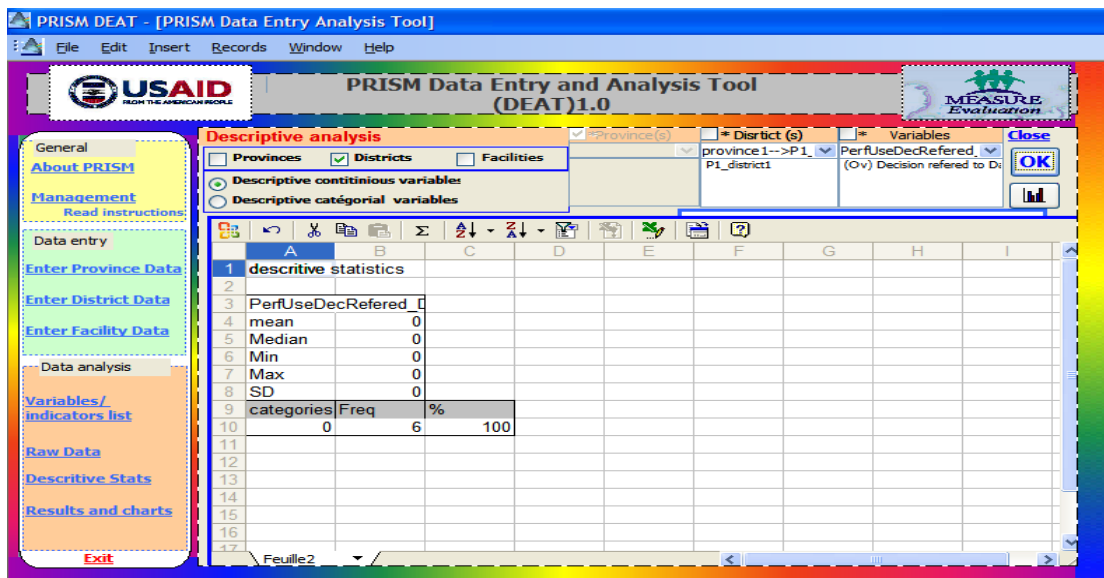 PRISM DEAT - [PRISM Data Entry Analysis Tool]
File Edit Insert Records Window Help
USAID
FROM THE AMERICAN PEOPLE
PRISM Data Entry and Analysis Tool
(DEAT)1.0
MEASURE
Evaluation
General
About PRISM
Management
Read instructions
Data entry
Enter Province Data
Enter District Data
Enter Facility Data
Data analysis
Variables/
indicators list
Raw Data
Descritive Stats
Results and charts
Exit
Descriptive analysis
Provinces Districts Facilities
Descriptive contitinious variable:
Descriptive catégorial variables
*Province(s) * Disrtict (s) * Variables Close
province1-->P1_ PerfUseDecRefered_ OK
P1_district1 (Ov) Decision refered to Da
A B C D E F G H I
1 descritive statistics
2
3 PerfUseDecRefered_D
4 mean 0
5 Median 0
6 Min 0
7 Max 0
8 SD 0
9 categories Freq %
10 0 6 100
11
12
13
14
15
16
17
Feuille2